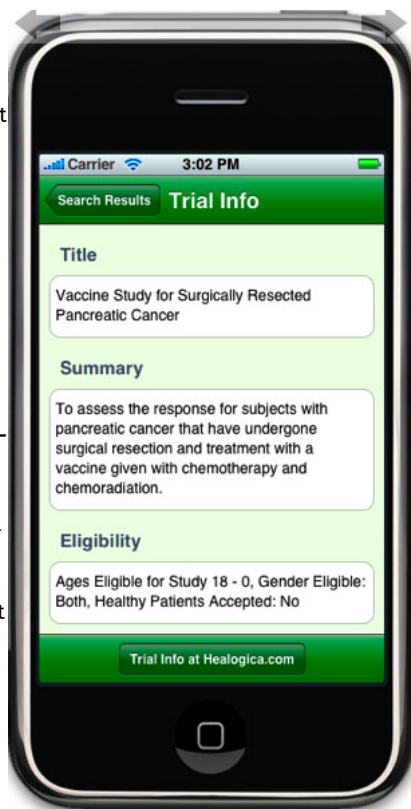 t
Carrier 3:02 PM
Search Results Trial Info
Title
Vaccine Study for Surgically Resected
Pancreatic Cancer
Summary
To assess the response for subjects with
pancreatic cancer that have undergone
surgical resection and treatment with a
vaccine given with chemotherapy and
chemoradiation.
Eligibility
Ages Eligible for Study 18 - 0, Gender Eligible:
Both, Healthy Patients Accepted: No
t
Trial Info at Healogica.com